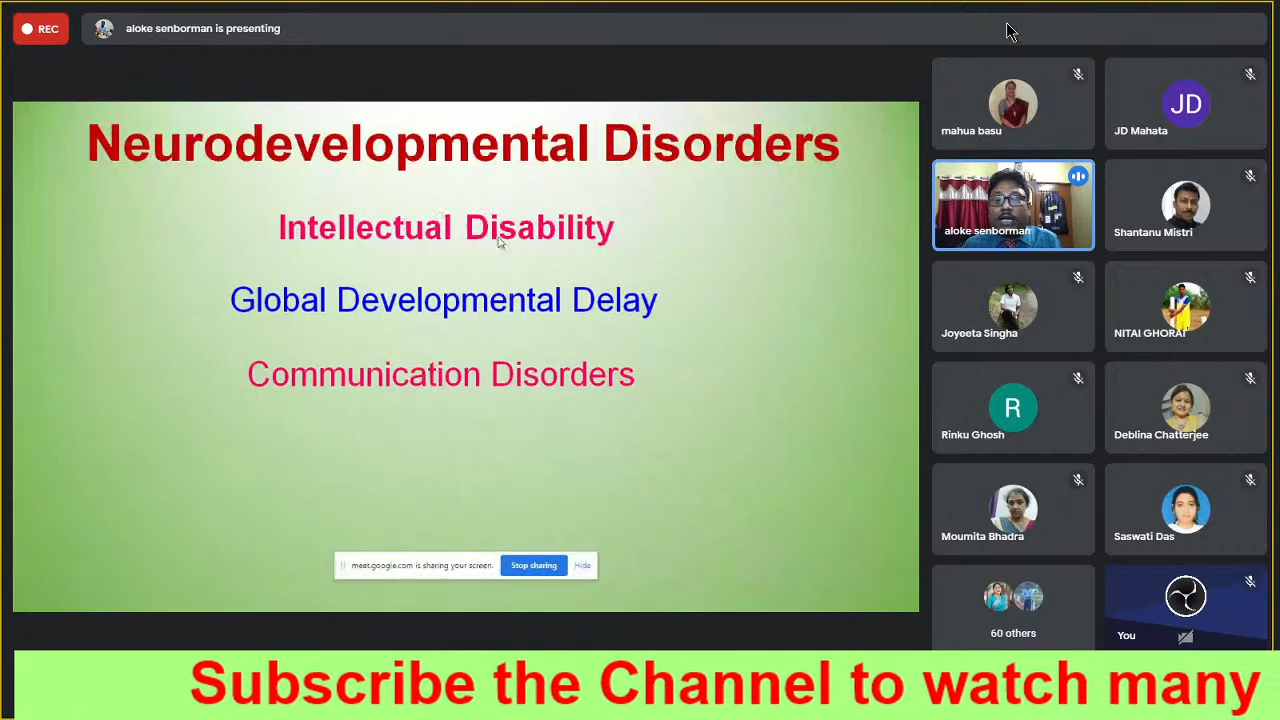 REC
aloke senborman is presenting
Neurodevelopmental Disorders
Intellectual Disability
Global Developmental Delay
Communication Disorders
meet.google.com is sharing your screen. Stop sharing Hide
mahua basu
JD
JD Mahata
aloke senborman
Shantanu Mistri
Joyeeta Singha
NITAI GHORAI
R
Rinku Ghosh
Deblina Chatterjee
Moumita Bhadra
Saswati Das
60 others
You
Subscribe the Channel to watch many